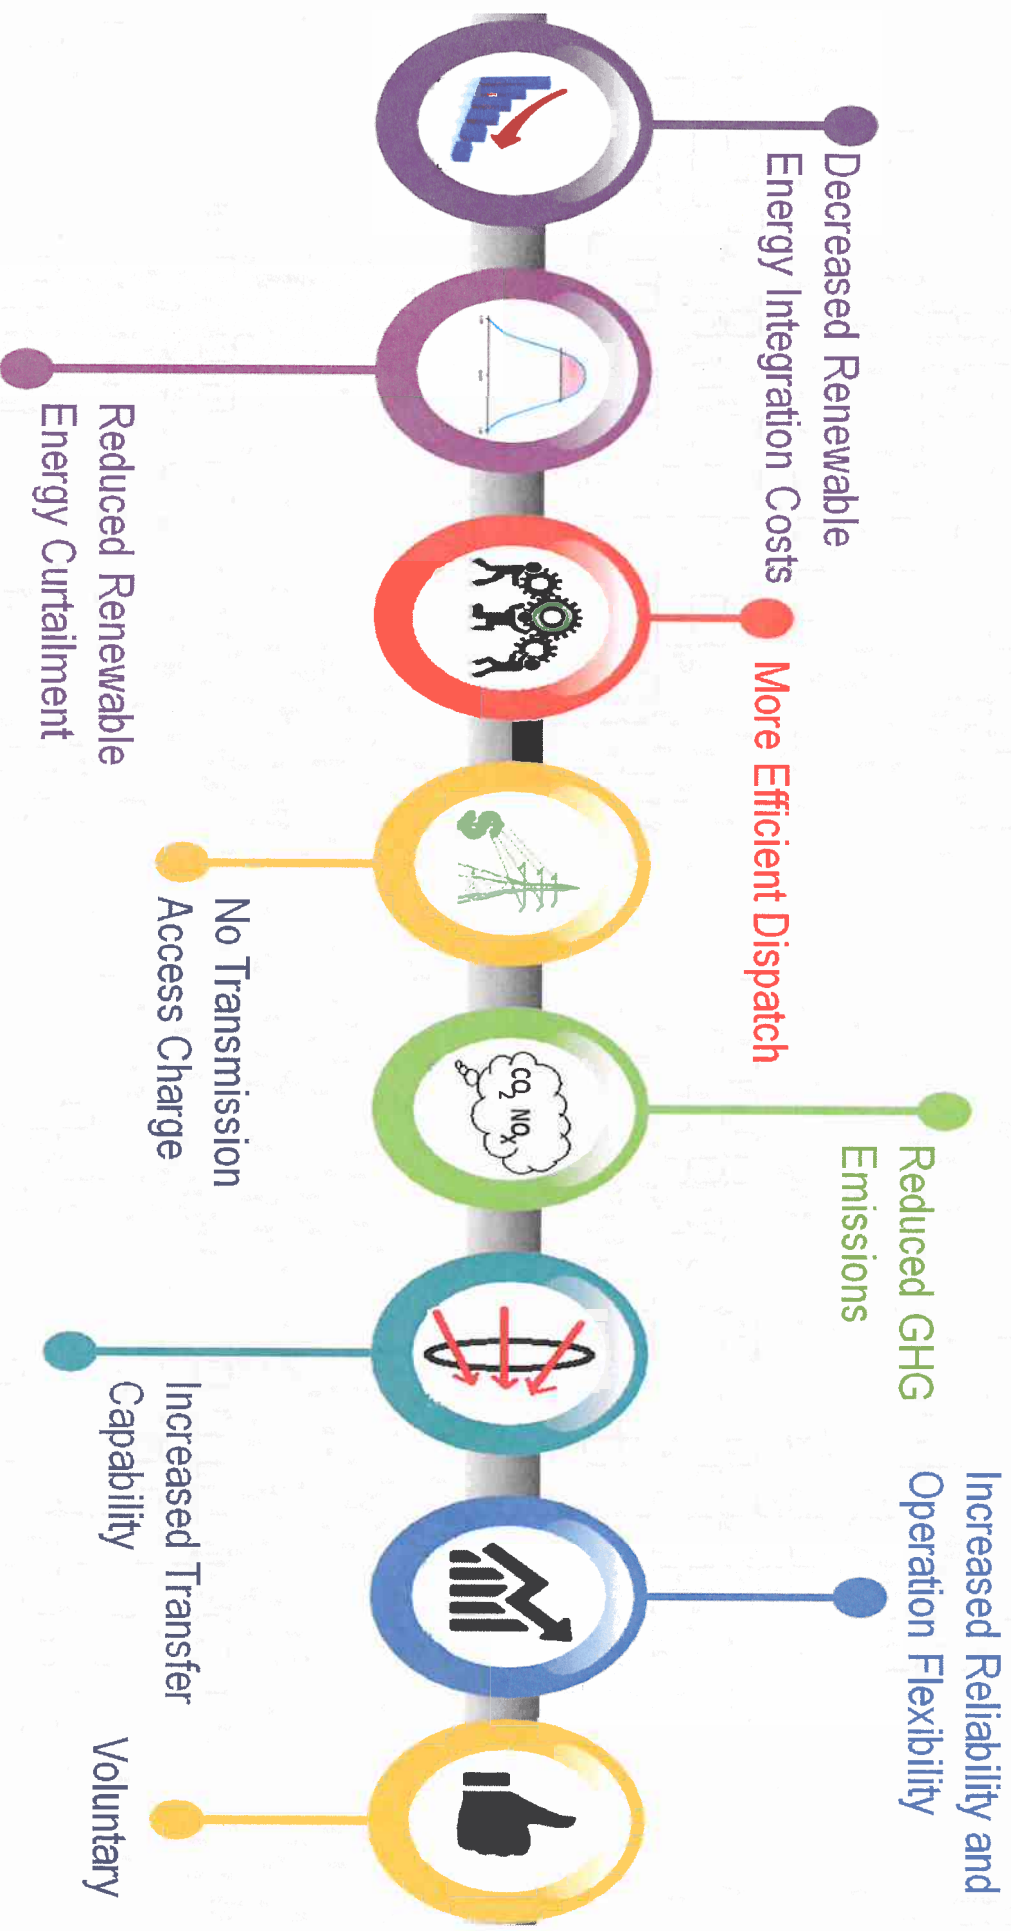 Decreased Renewable
Energy Integration Costs
Reduced Renewable
Energy Curtailment
More Efficient Dispatch
No Transmission
Access Charge
CO2 NOx
Reduced GHG
Emissions
Increased Transfer
Capability
Increased Reliability and
Operation Flexibility
Voluntary